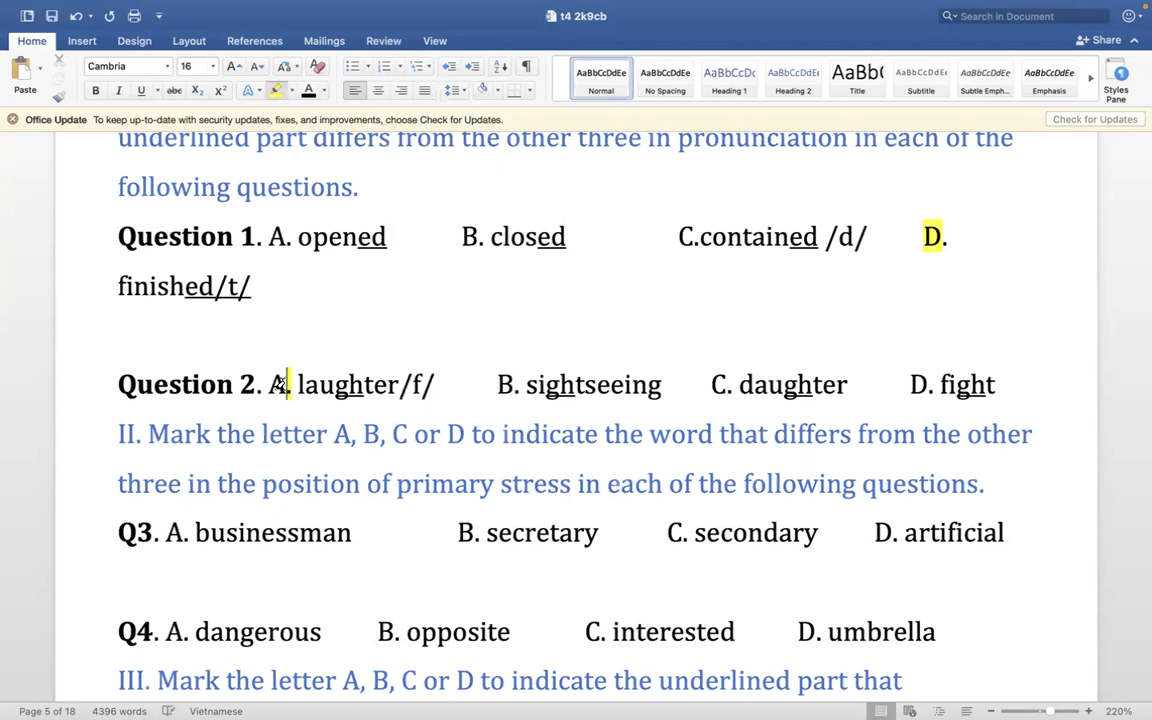 t4 2k9cb
Search in Document
Home Insert Design Layout References Mailings Review View Share
Paste Cambria 16 AaBbCcDdEe AaBbCcDdEe AaBbCcDc AaBbCcDdEe AaBbC AaBbCcDdEe AaBbCcDdEe AaBbCcDdEe
B I U abc X₂ X² A A Normal No Spacing Heading 1 Heading 2 Title Subtitle Subtle Emph... Emphasis Styles Pane
Office Update To keep up-to-date with security updates, fixes, and improvements, choose Check for Updates. Check for Updates
underlined part differs from the other three in pronunciation in each of the
following questions.
Question 1. A. opened B. closed C.contained /d/ D.
finished/t/
Question 2. A. laughter/f/ B. sightseeing C. daughter D. fight
II. Mark the letter A, B, C or D to indicate the word that differs from the other
three in the position of primary stress in each of the following questions.
Q3. A. businessman B. secretary C. secondary D. artificial
Q4. A. dangerous B. opposite C. interested D. umbrella
III. Mark the letter A, B, C or D to indicate the underlined part that
Page 5 of 18 4396 words Vietnamese 220%